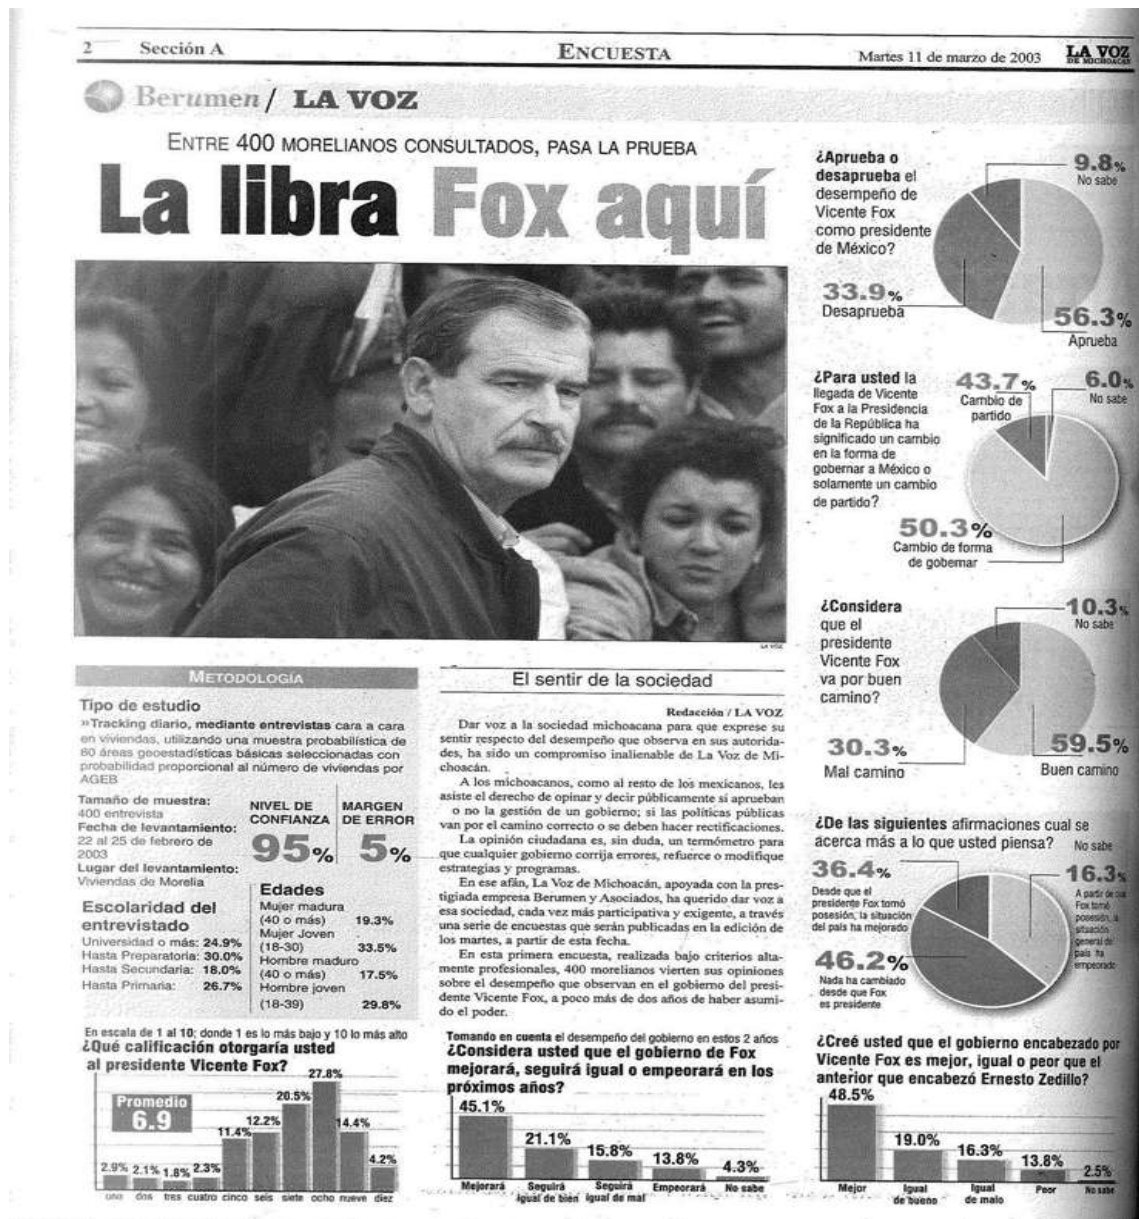 2 Sección A ENCUESTA Martes 11 de marzo de 2003 LA VOZ
DE MICHOACÁN
Berumen / LA VOZ
ENTRE 400 MORELIANOS CONSULTADOS, PASA LA PRUEBA
La libra Fox aquí
LA VOZ
METODOLOGÍA
Tipo de estudio
»Tracking diario, mediante entrevistas cara a cara
en viviendas, utilizando una muestra probabilística de
80 áreas geoestadísticas básicas seleccionadas con
probabilidad proporcional al número de viviendas por
AGEB
Tamaño de muestra:
400 entrevista
Fecha de levantamiento:
22 al 25 de febrero de
2003
Lugar del levantamiento:
Viviendas de Morelia
NIVEL DE
CONFIANZA
95%
MARGEN
DE ERROR
5%
Escolaridad del
entrevistado
Universidad o más: 24.9%
Hasta Preparatoria: 30.0%
Hasta Secundaria: 18.0%
Hasta Primaria: 26.7%
Edades
Mujer madura
(40 o más) 19.3%
Mujer Joven
(18-30) 33.5%
Hombre maduro
(40 o más) 17.5%
Hombre joven
(18-39) 29.8%
El sentir de la sociedad
Redacción / LA VOZ
Dar voz a la sociedad michoacana para que exprese su
sentir respecto del desempeño que observa en sus autorida-
des, ha sido un compromiso inalienable de La Voz de Mi-
choacán.
A los michoacanos, como al resto de los mexicanos, les
asiste el derecho de opinar y decir públicamente si aprueban
o no la gestión de un gobierno; si las políticas públicas
van por el camino correcto o se deben hacer rectificaciones.
La opinión ciudadana es, sin duda, un termómetro para
que cualquier gobierno corrija errores, refuerce o modifique
estrategias y programas.
En ese afán, La Voz de Michoacán, apoyada con la pres-
tigiada empresa Berumen y Asociados, ha querido dar voz a
esa sociedad, cada vez más participativa y exigente, a través
una serie de encuestas que serán publicadas en la edición de
los martes, a partir de esta fecha.
En esta primera encuesta, realizada bajo criterios alta-
mente profesionales, 400 morelianos vierten sus opiniones
sobre el desempeño que observan en el gobierno del presi-
dente Vicente Fox, a poco más de dos años de haber asumi-
do el poder.
¿Aprueba o
desaprueba el
desempeño de
Vicente Fox
como presidente
de México?
9.8%
No sabe
33.9%
Desaprueba
56.3%
Aprueba
¿Para usted la
llegada de Vicente
Fox a la Presidencia
de la República ha
significado un cambio
en la forma de
gobernar a México o
solamente un cambio
de partido?
43.7%
Cambio de
partido
6.0%
No sabe
50.3%
Cambio de forma
de gobernar
¿Considera
que el
presidente
Vicente Fox
va por buen
camino?
10.3%
No sabe
30.3%
Mal camino
59.5%
Buen camino
¿De las siguientes afirmaciones cual se
acerca más a lo que usted piensa?
No sabe
36.4%
Desde que el
presidente Fox tomó
posesión, la situación
del país ha mejorado
16.3%
A partir de que
Fox tomó
posesión, la
situación
general del
país ha
empeorado
46.2%
Nada ha cambiado
desde que Fox
es presidente
En escala de 1 al 10; donde 1 es lo más bajo y 10 lo más alto
¿Qué calificación otorgaría usted
al presidente Vicente Fox?
Promedio
6.9
2.9% 2.1% 1.8% 2.3% 11.4% 12.2% 20.5% 27.8% 14.4% 4.2%
uno dos tres cuatro cinco seis siete ocho nueve diez
Tomando en cuenta el desempeño del gobierno en estos 2 años
¿Considera usted que el gobierno de Fox
mejorará, seguirá igual o empeorará en los
próximos años?
45.1% 21.1% 15.8% 13.8% 4.3%
Mejorará Seguirá Seguirá Empeorará No sabe
igual de bien igual de mal
¿Creé usted que el gobierno encabezado por
Vicente Fox es mejor, igual o peor que el
anterior que encabezó Ernesto Zedillo?
48.5% 19.0% 16.3% 13.8% 2.5%
Mejor Igual Igual Peor No sabe
de bueno de malo